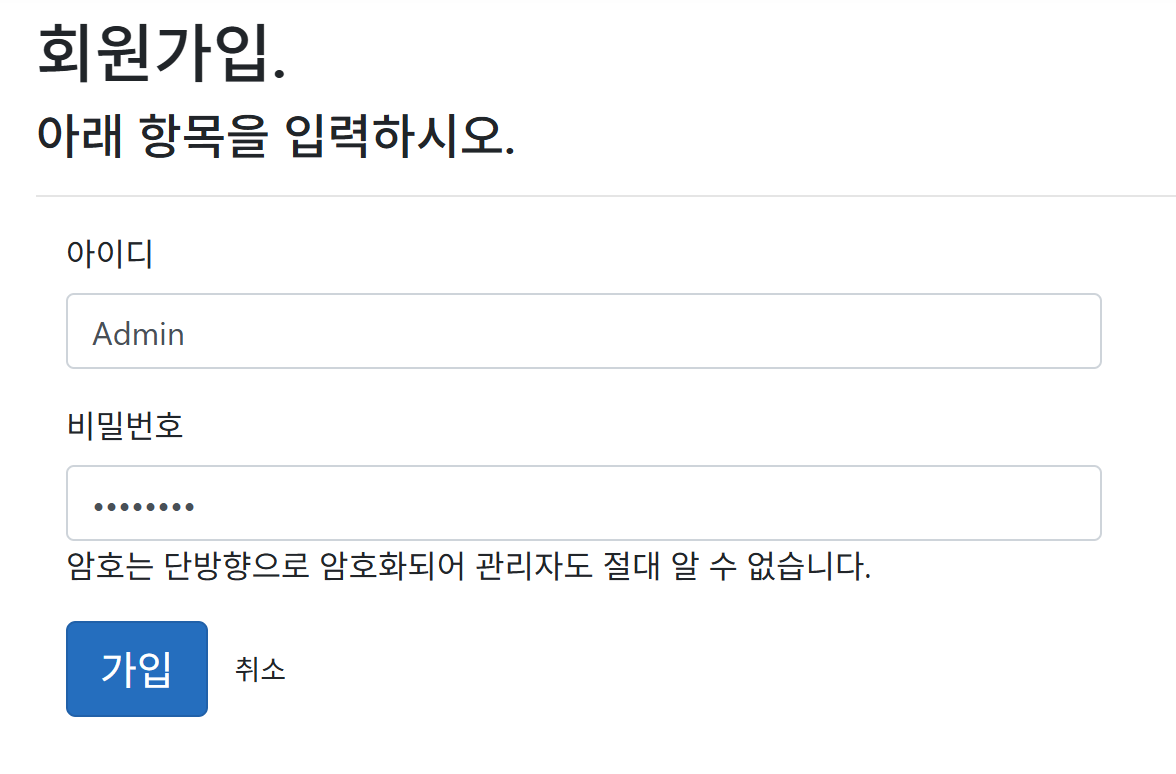 회원가입.
아래 항목을 입력하시오.
아이디
Admin
비밀번호
••••••••
암호는 단방향으로 암호화되어 관리자도 절대 알 수 없습니다.
가입 취소